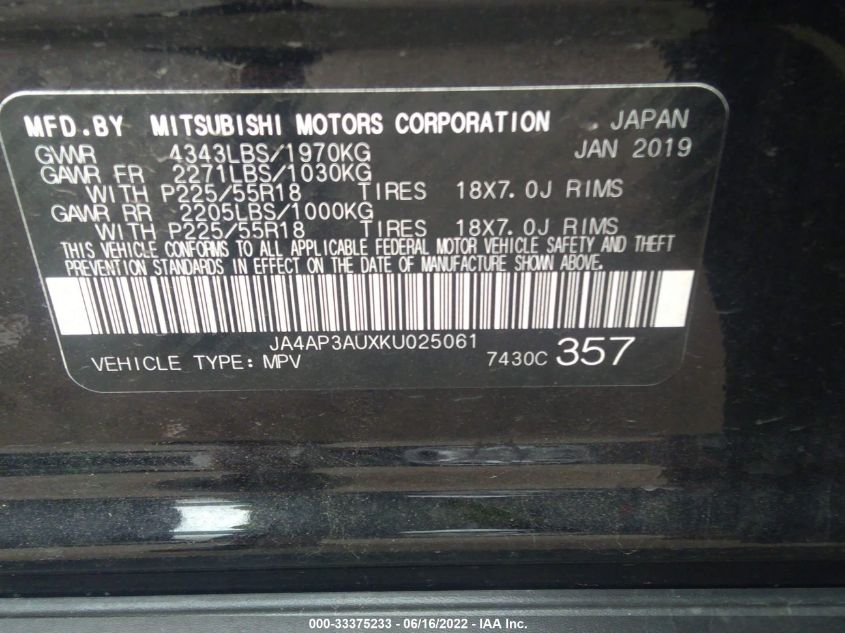 MFD.BY MITSUBISHI MOTORS CORPORATION JAPAN
GVWR 4343LBS/1970KG JAN 2019
GAWR FR 2271LBS/1030KG
WITH P225/55R18 TIRES 18X7.0J RIMS
GAWR RR 2205LBS/1000KG
WITH P225/55R18 TIRES 18X7.0J RIMS
THIS VEHICLE CONFORMS TO ALL APPLICABLE FEDERAL MOTOR VEHICLE SAFETY AND THEFT
PREVENTION STANDARDS IN EFFECT ON THE DATE OF MANUFACTURE SHOWN ABOVE.
JA4AP3AUXKU025061
VEHICLE TYPE: MPV 7430C 357
000-33375233 - 06/16/2022 - IAA Inc.